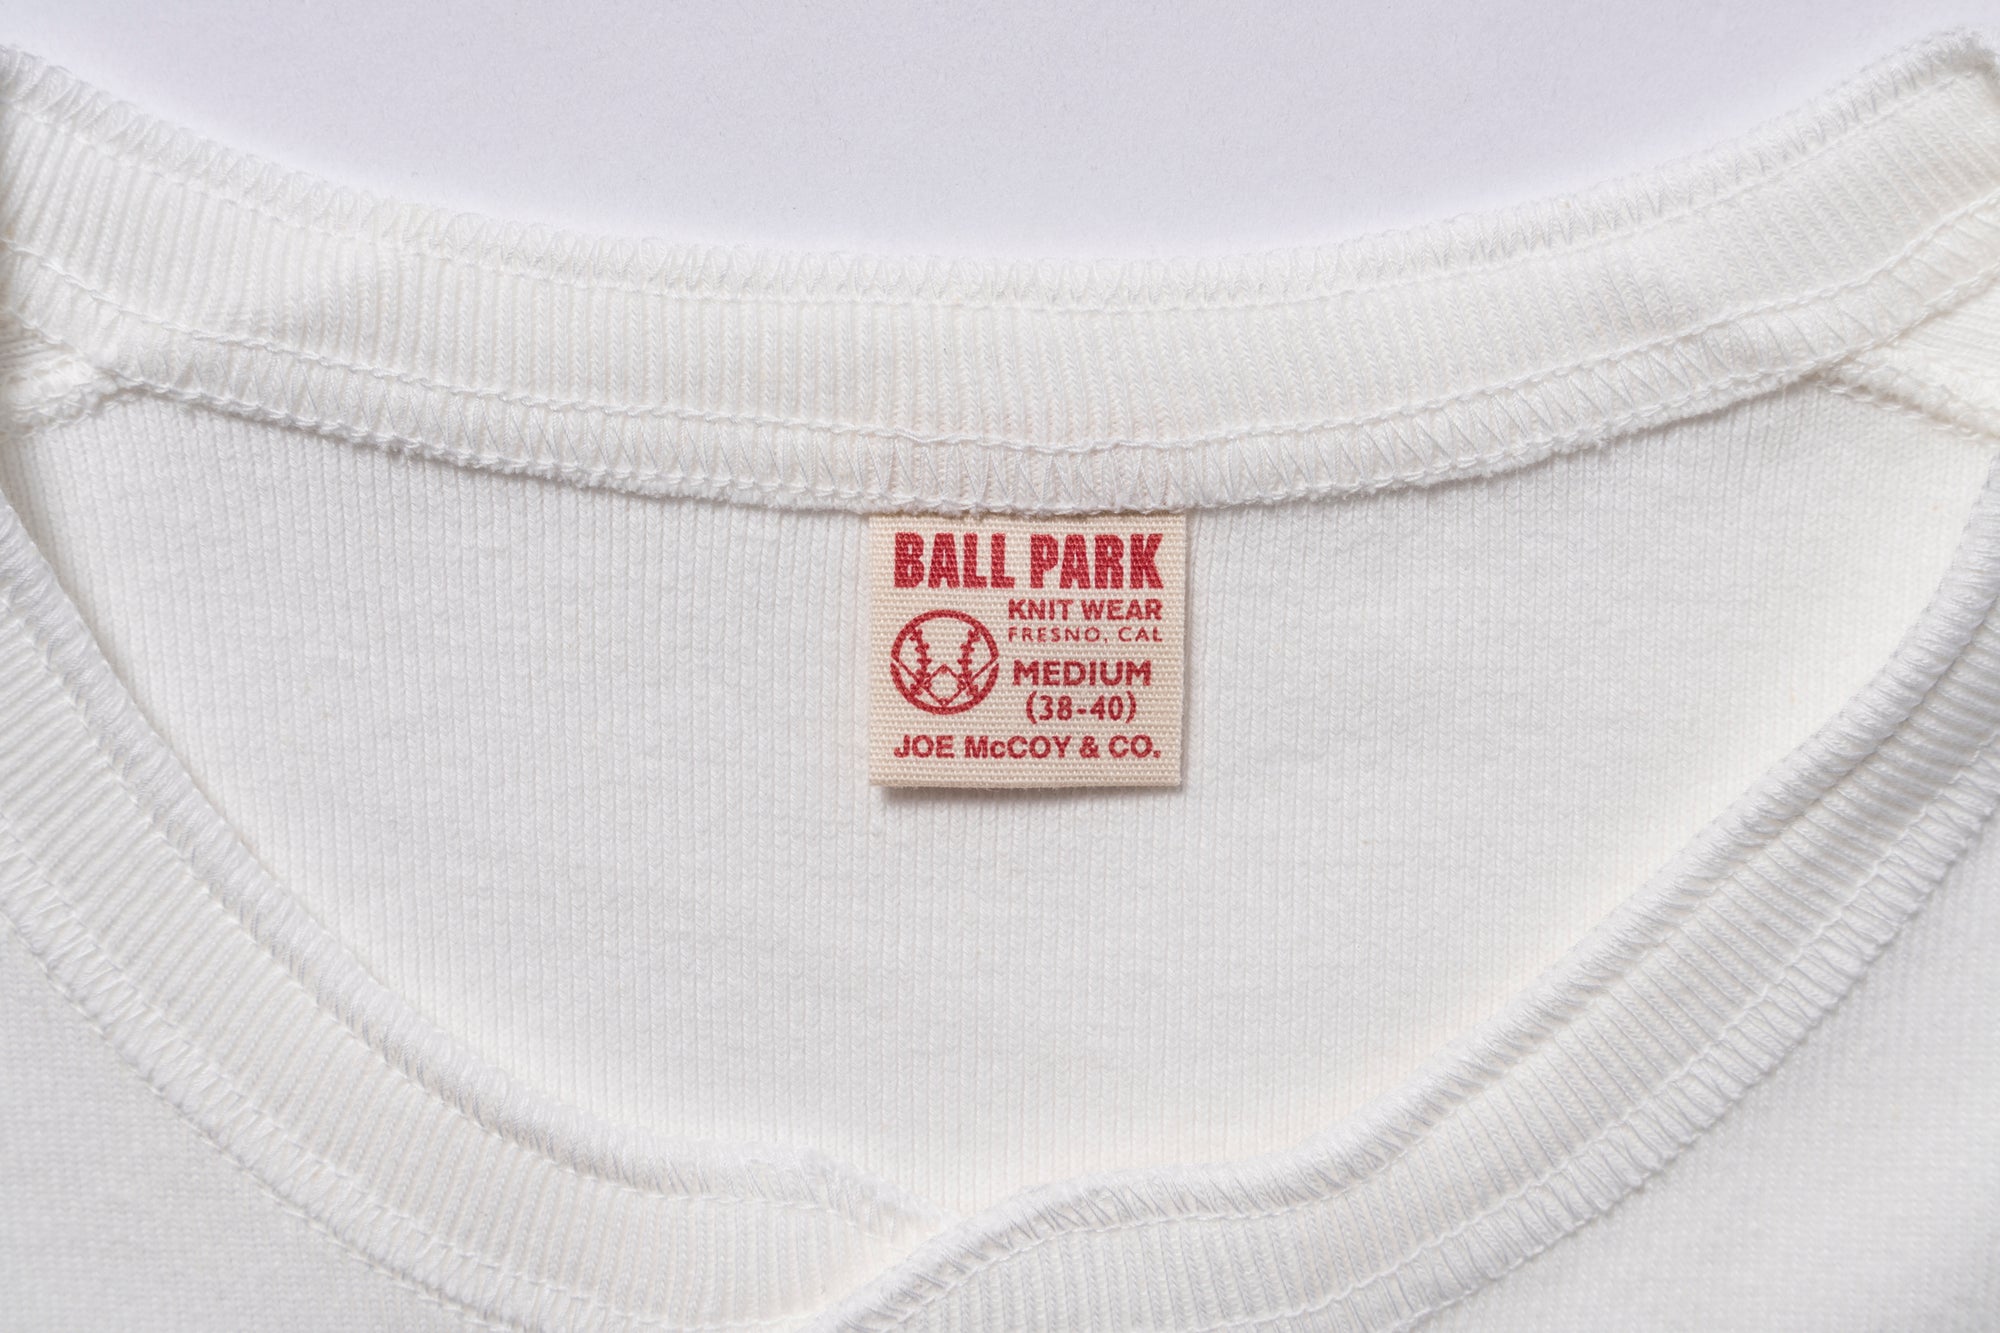 BALL PARK
KNIT WEAR
FRESNO, CAL
MEDIUM
(38-40)
JOE McCOY & CO.